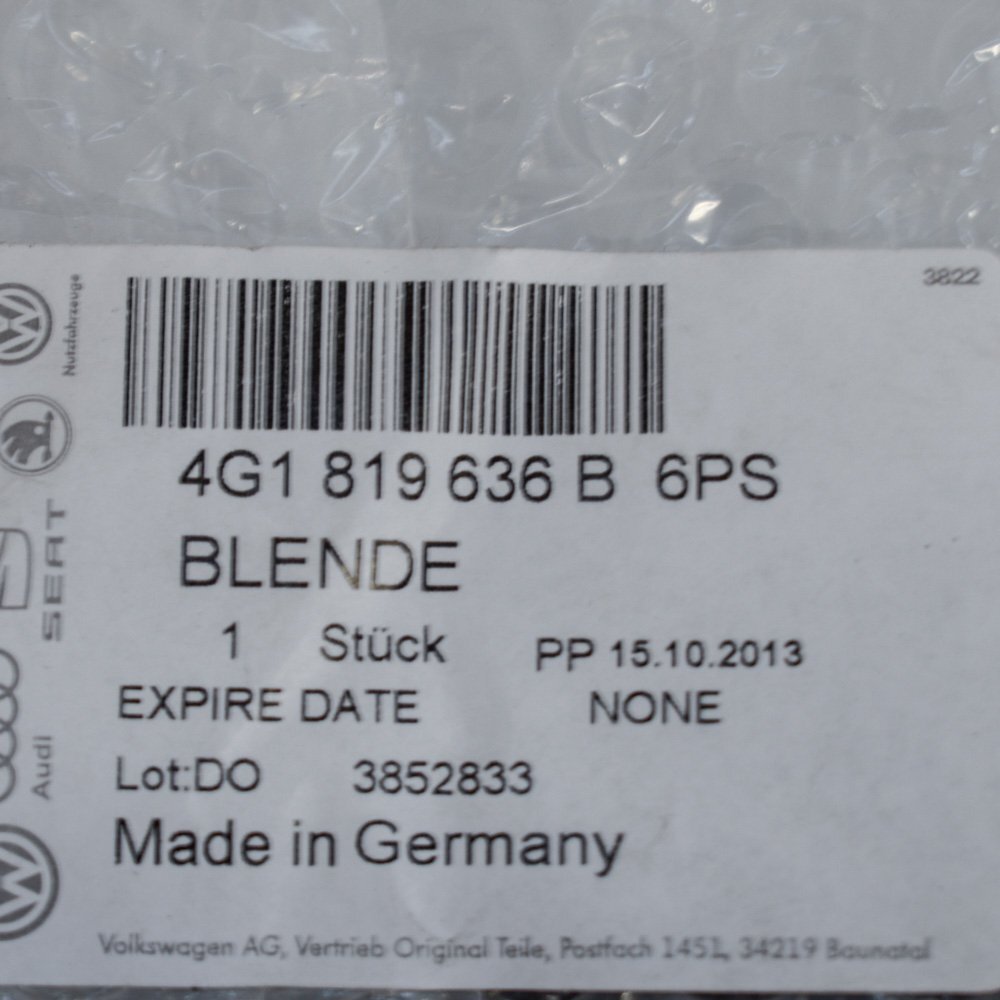 3822
4G1 819 636 B 6PS
BLENDE
1 Stück PP 15.10.2013
EXPIRE DATE NONE
Lot:DO 3852833
Made in Germany
Volkswagen AG, Vertrieb Original Teile, Postfach 1451, 34219 Baunatal
Nutzfahrzeuge
SEAT
Audi